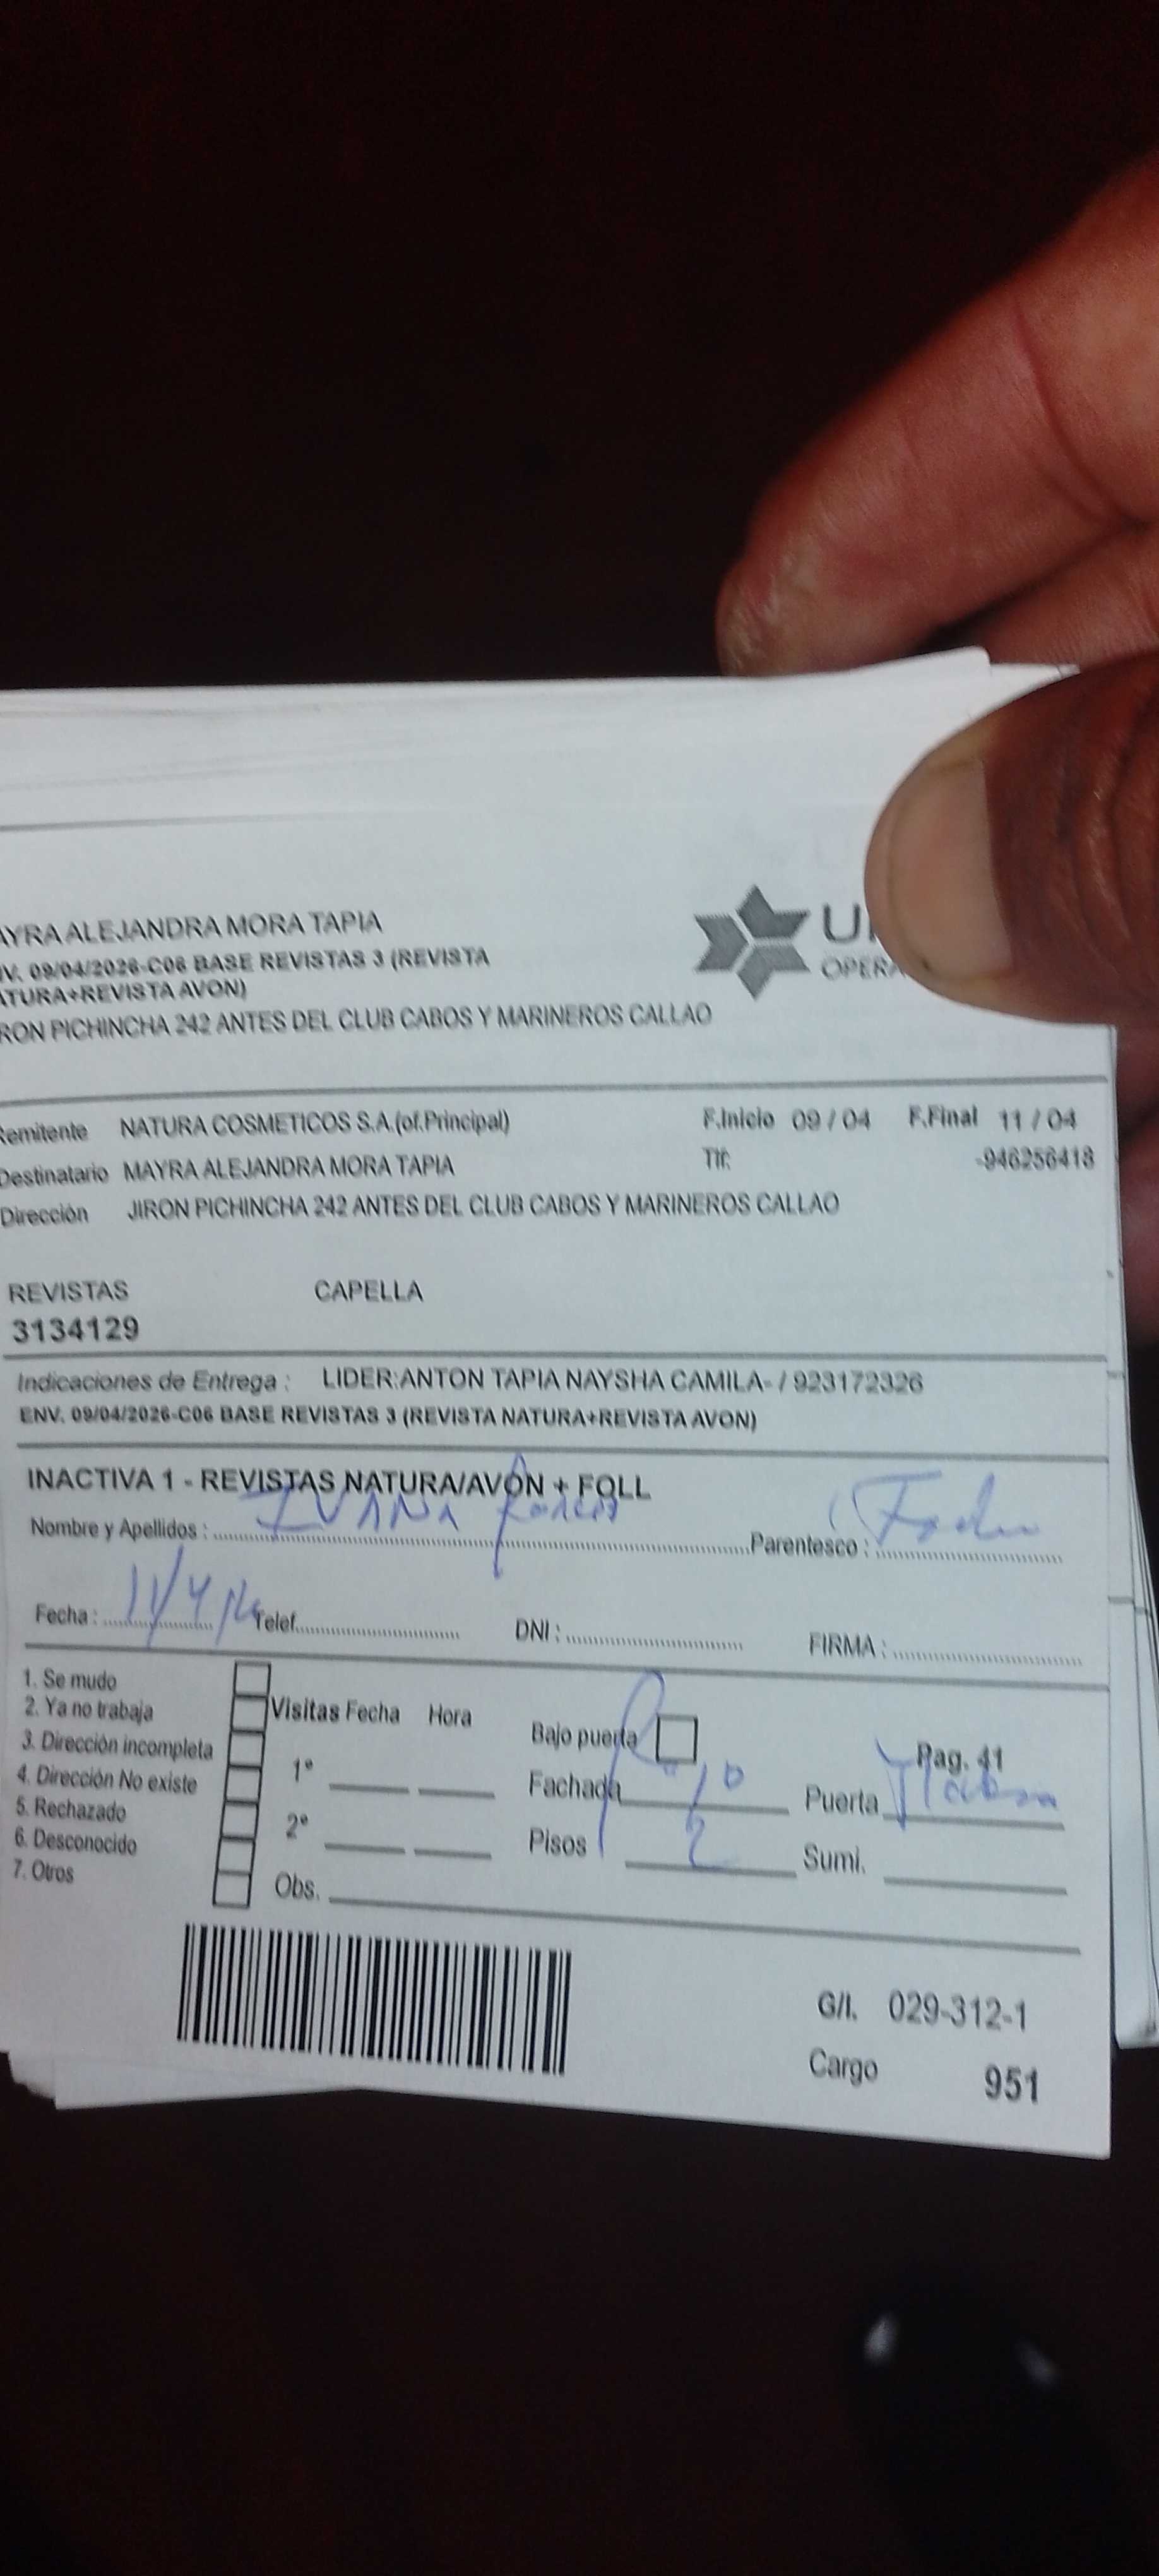 AYRA ALEJANDRA MORA TAPIA
V. 09/04/2026-C06 BASE REVISTAS 3 (REVISTA
ATURA+REVISTA AVON)
RON PICHINCHA 242 ANTES DEL CLUB CABOS Y MARINEROS CALLAO
OPERA
emitente NATURA COSMETICOS S.A.(of.Principal) F.Inicio 09 / 04 F.Final 11 / 04
Destinatario MAYRA ALEJANDRA MORA TAPIA Tlf: -946256418
Dirección JIRON PICHINCHA 242 ANTES DEL CLUB CABOS Y MARINEROS CALLAO
REVISTAS CAPELLA
3134129
Indicaciones de Entrega : LIDER:ANTON TAPIA NAYSHA CAMILA- / 923172326
ENV. 09/04/2026-C06 BASE REVISTAS 3 (REVISTA NATURA+REVISTA AVON)
INACTIVA 1 - REVISTAS NATURA/AVON + FOLL
Nombre y Apellidos : IVANA Parentesco :
Fecha : 11/4/26 Telef. DNI : FIRMA :
1. Se mudo
2. Ya no trabaja Visitas Fecha Hora Bajo puerta Pag. 41
3. Dirección incompleta
4. Dirección No existe 1° Fachada Puerta
5. Rechazado
6. Desconocido 2° Pisos 2 Sumi.
7. Otros Obs.
G/I. 029-312-1
Cargo 951